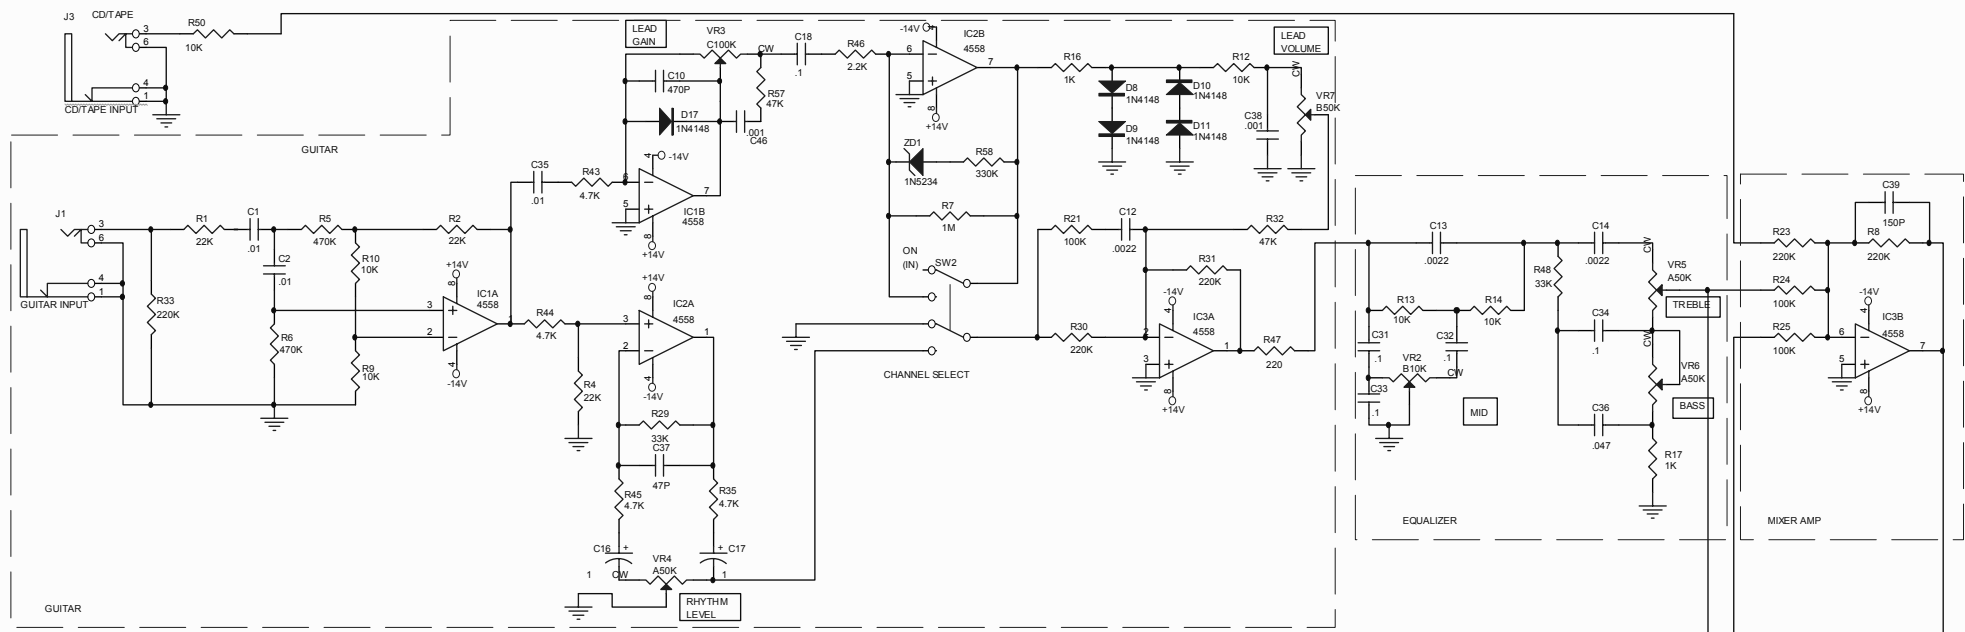 J3
CD/TAPE
3
6
4
1
CD/TAPE INPUT
R50
10K
GUITAR
LEAD
GAIN
VR3
C100K
CW
C18
.1
R46
2.2K
C10
470P
R57
47K
D17
1N4148
.001
C46
-14V
4
IC2B
4558
6
5
7
8
+14V
R16
1K
D8
1N4148
D9
1N4148
D10
1N4148
D11
1N4148
R12
10K
LEAD
VOLUME
CW
VR7
B50K
C38
.001
ZD1
1N5234
R58
330K
R7
1M
C35
.01
R43
4.7K
4
-14V
6
5
7
IC1B
4558
8
+14V
J1
3
6
4
1
GUITAR INPUT
R1
22K
C1
.01
R5
470K
R2
22K
C2
.01
R10
10K
R33
220K
R6
470K
R9
10K
+14V
8
IC1A
4558
3
2
1
4
-14V
R44
4.7K
R4
22K
+14V
8
IC2A
4558
3
2
1
4
-14V
R29
33K
C37
47P
R45
4.7K
R35
4.7K
C16
+
1
CW
VR4
A50K
+
C17
1
RHYTHM
LEVEL
GUITAR
ON
(IN)
SW2
CHANNEL SELECT
R21
100K
C12
.0022
R32
47K
R31
220K
R30
220K
-14V
4
IC3A
4558
2
3
1
8
+14V
R47
220
C13
.0022
C14
.0022
CW
R48
33K
VR5
A50K
TREBLE
R13
10K
R14
10K
C31
.1
C32
.1
C34
.1
CW
VR2
B10K
CW
C33
.1
VR6
A50K
MID
BASS
C36
.047
R17
1K
EQUALIZER
C39
150P
R23
220K
R8
220K
R24
100K
R25
100K
-14V
4
IC3B
4558
6
5
7
8
+14V
MIXER AMP